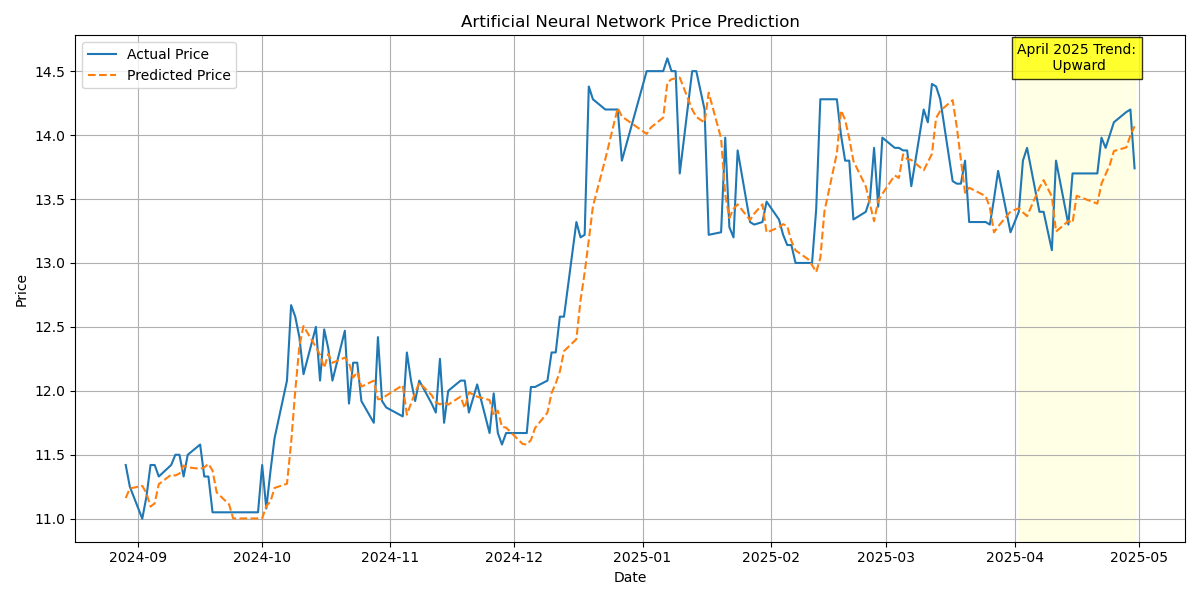 Artificial Neural Network Price Prediction
Actual Price
Predicted Price
April 2025 Trend:
Upward
Price
14.5
14.0
13.5
13.0
12.5
12.0
11.5
11.0
2024-09 2024-10 2024-11 2024-12 2025-01 2025-02 2025-03 2025-04 2025-05
Date